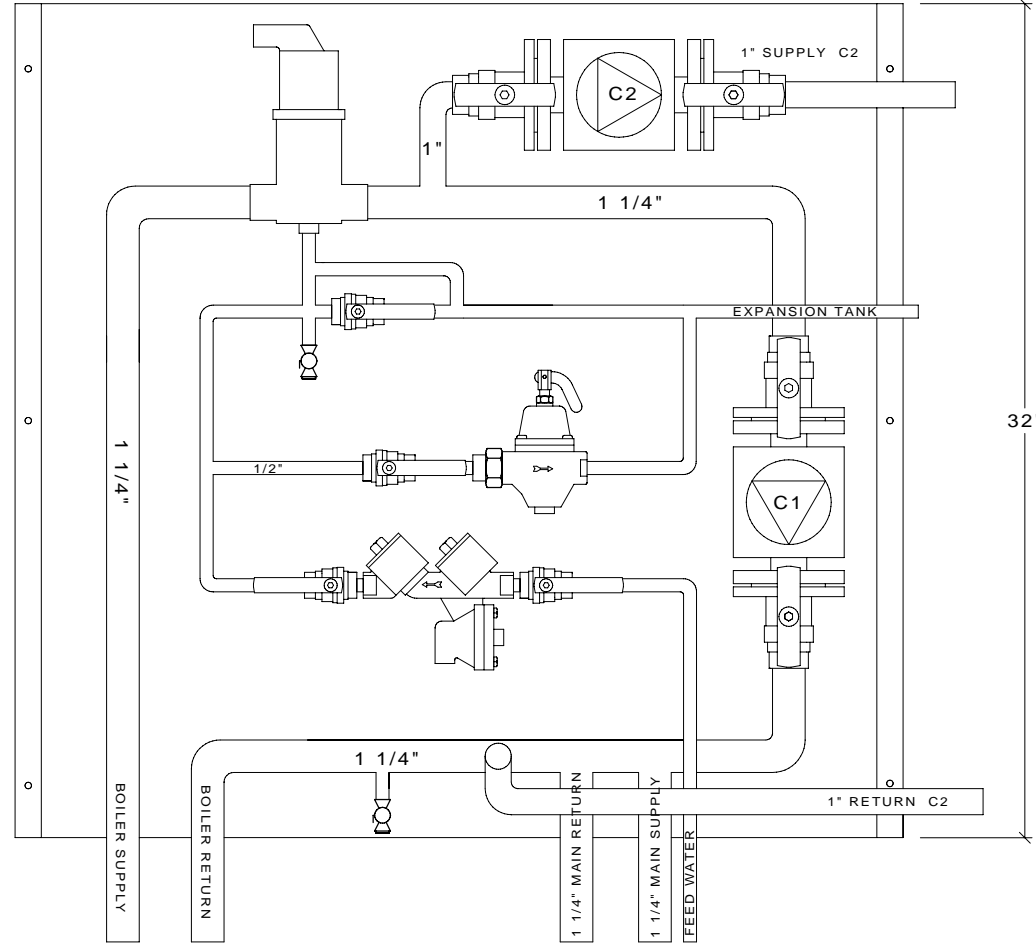 1" SUPPLY C2
C2
1"
1 1/4"
EXPANSION TANK
32
1 1/4"
1/2"
C1
1 1/4"
1" RETURN C2
BOILER SUPPLY
BOILER RETURN
1 1/4" MAIN RETURN
1 1/4" MAIN SUPPLY
FEED WATER